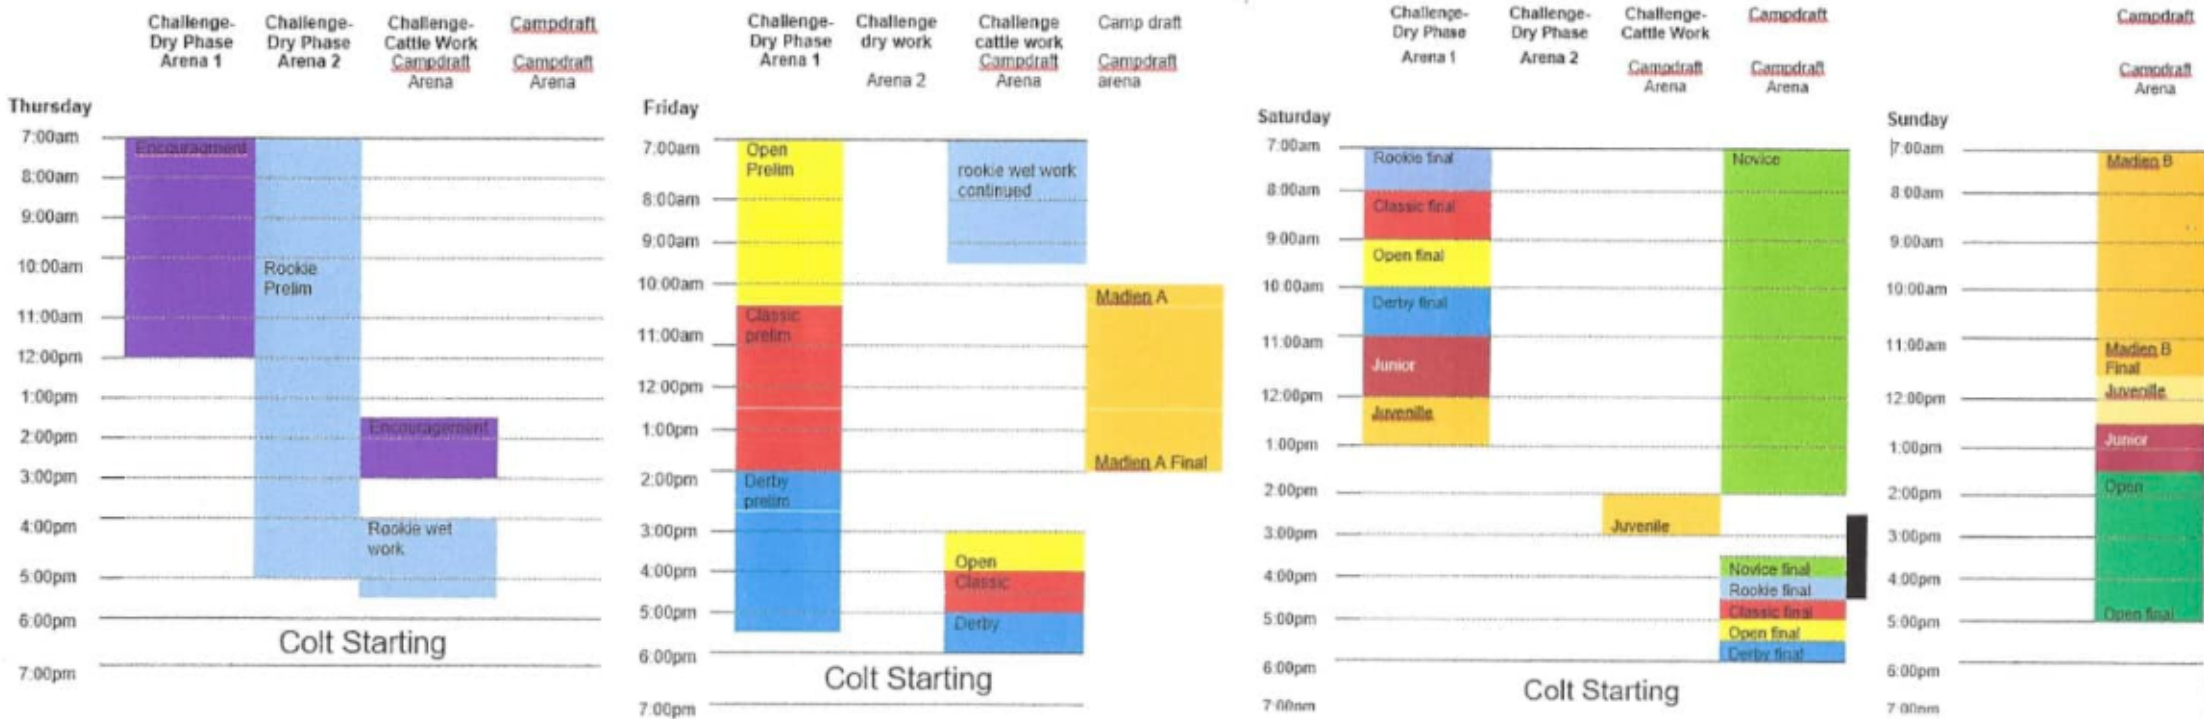 Challenge-
Dry Phase
Arena 1
Challenge-
Dry Phase
Arena 2
Challenge-
Cattle Work
Campdraft
Arena
Campdraft
Campdraft
Arena
Thursday
7:00am
8:00am
9:00am
10:00am
11:00am
12:00pm
1:00pm
2:00pm
3:00pm
4:00pm
5:00pm
6:00pm
7:00pm
Encouragment
Rookie
Prelim
Encouragement
Rookie wet
work
Colt Starting
Challenge-
Dry Phase
Arena 1
Challenge
dry work
Arena 2
Challenge
cattle work
Campdraft
Arena
Camp draft
Campdraft
arena
Friday
7:00am
8:00am
9:00am
10:00am
11:00am
12:00pm
1:00pm
2:00pm
3:00pm
4:00pm
5:00pm
6:00pm
7:00pm
Open
Prelim
Classic
prelim
Derby
prelim
rookie wet work
continued
Open
Classic
Derby
Madien A
Madien A Final
Colt Starting
Challenge-
Dry Phase
Arena 1
Challenge-
Dry Phase
Arena 2
Challenge-
Cattle Work
Campdraft
Arena
Campdraft
Campdraft
Arena
Saturday
7:00am
8:00am
9:00am
10:00am
11:00am
12:00pm
1:00pm
2:00pm
3:00pm
4:00pm
5:00pm
6:00pm
7:00pm
Rookie final
Classic final
Open final
Derby final
Junior
Juvenille
Juvenile
Novice
Novice final
Rookie final
Classic final
Open final
Derby final
Colt Starting
Campdraft
Campdraft
Arena
Sunday
7:00am
8:00am
9:00am
10:00am
11:00am
12:00pm
1:00pm
2:00pm
3:00pm
4:00pm
5:00pm
6:00pm
7:00pm
Madien B
Madien B
Final
Juvenille
Junior
Open
Open final